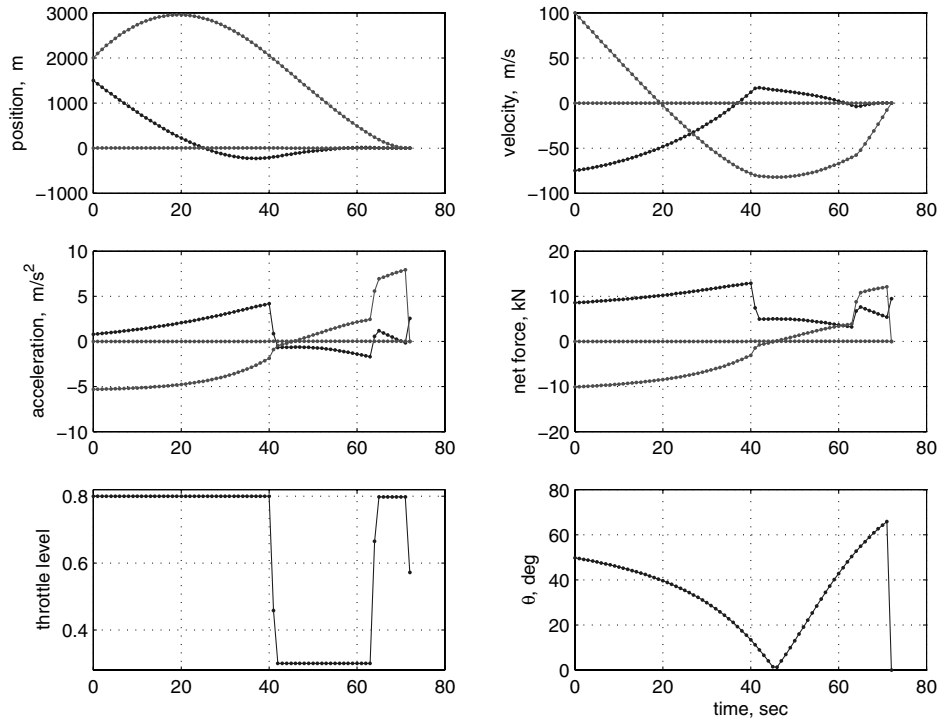 position, m
3000
2000
1000
0
−1000
0 20 40 60 80
velocity, m/s
100
50
0
−50
−100
0 20 40 60 80
acceleration, m/s²
10
5
0
−5
−10
0 20 40 60 80
net force, kN
20
10
0
−10
−20
0 20 40 60 80
throttle level
0.8
0.6
0.4
0 20 40 60 80
θ, deg
80
60
40
20
0
0 20 40 60 80
time, sec